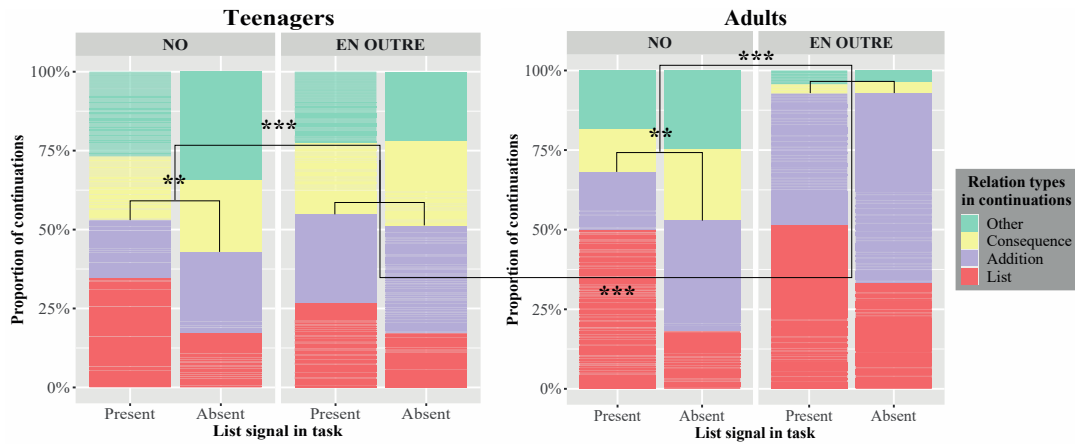 Teenagers
NO
EN OUTRE
Proportion of continuations
100%
75%
50%
25%
0%
***
**
Present
Absent
Present
Absent
List signal in task
Adults
NO
EN OUTRE
Proportion of continuations
100%
75%
50%
25%
0%
***
**
***
Present
Absent
Present
Absent
List signal in task
Relation types
in continuations
Other
Consequence
Addition
List